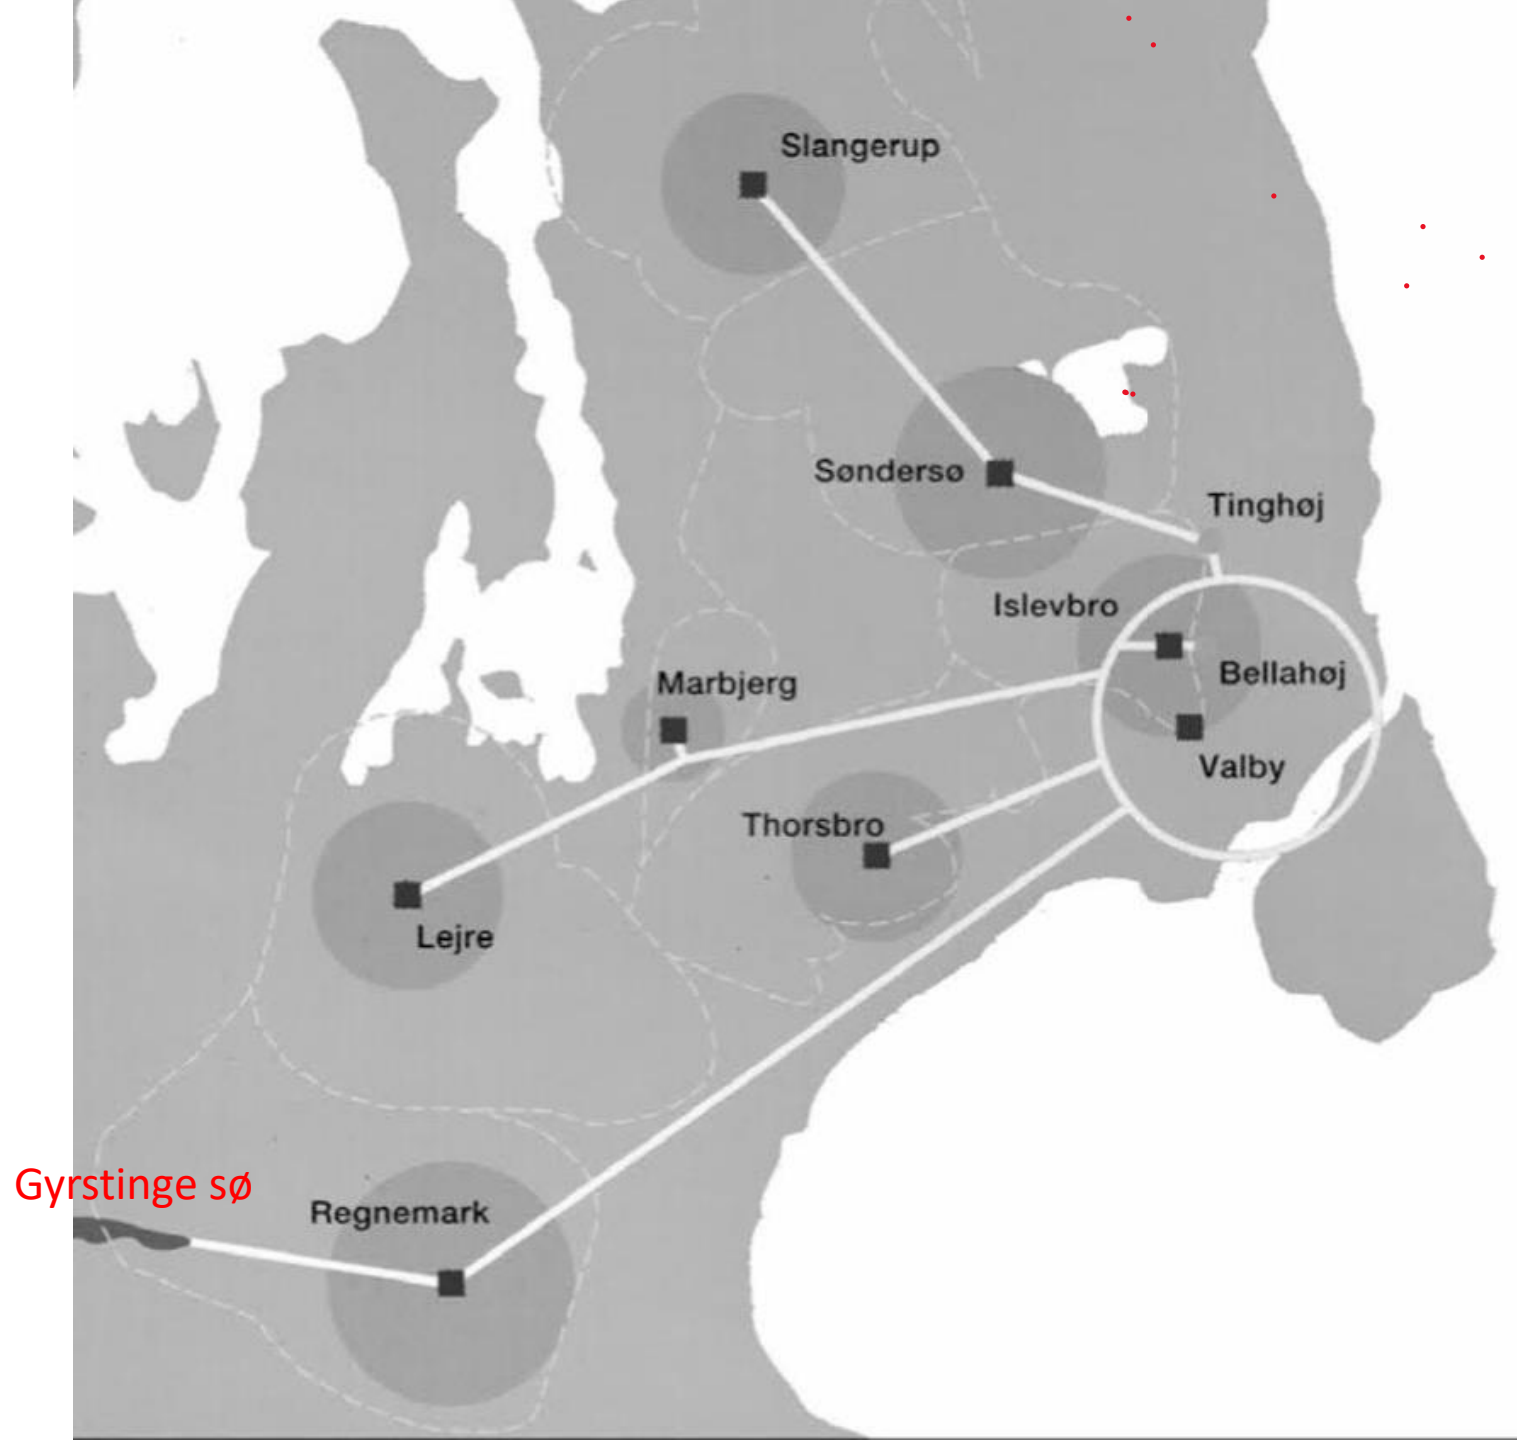 Slangerup
Søndersø
Tinghøj
Islevbro
Bellahøj
Marbjerg
Valby
Thorsbro
Lejre
Gyrstinge sø
Regnemark